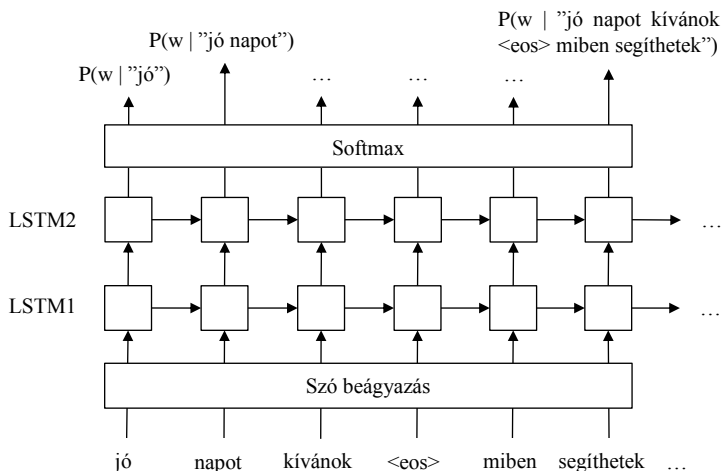 P(w | ”jó napot kívánok
<eos> miben segíthetek”)
P(w | ”jó napot”)
P(w | ”jó”)
… … …
Softmax
LSTM2
…
LSTM1
…
Szó beágyazás
jó napot kívánok <eos> miben segíthetek …